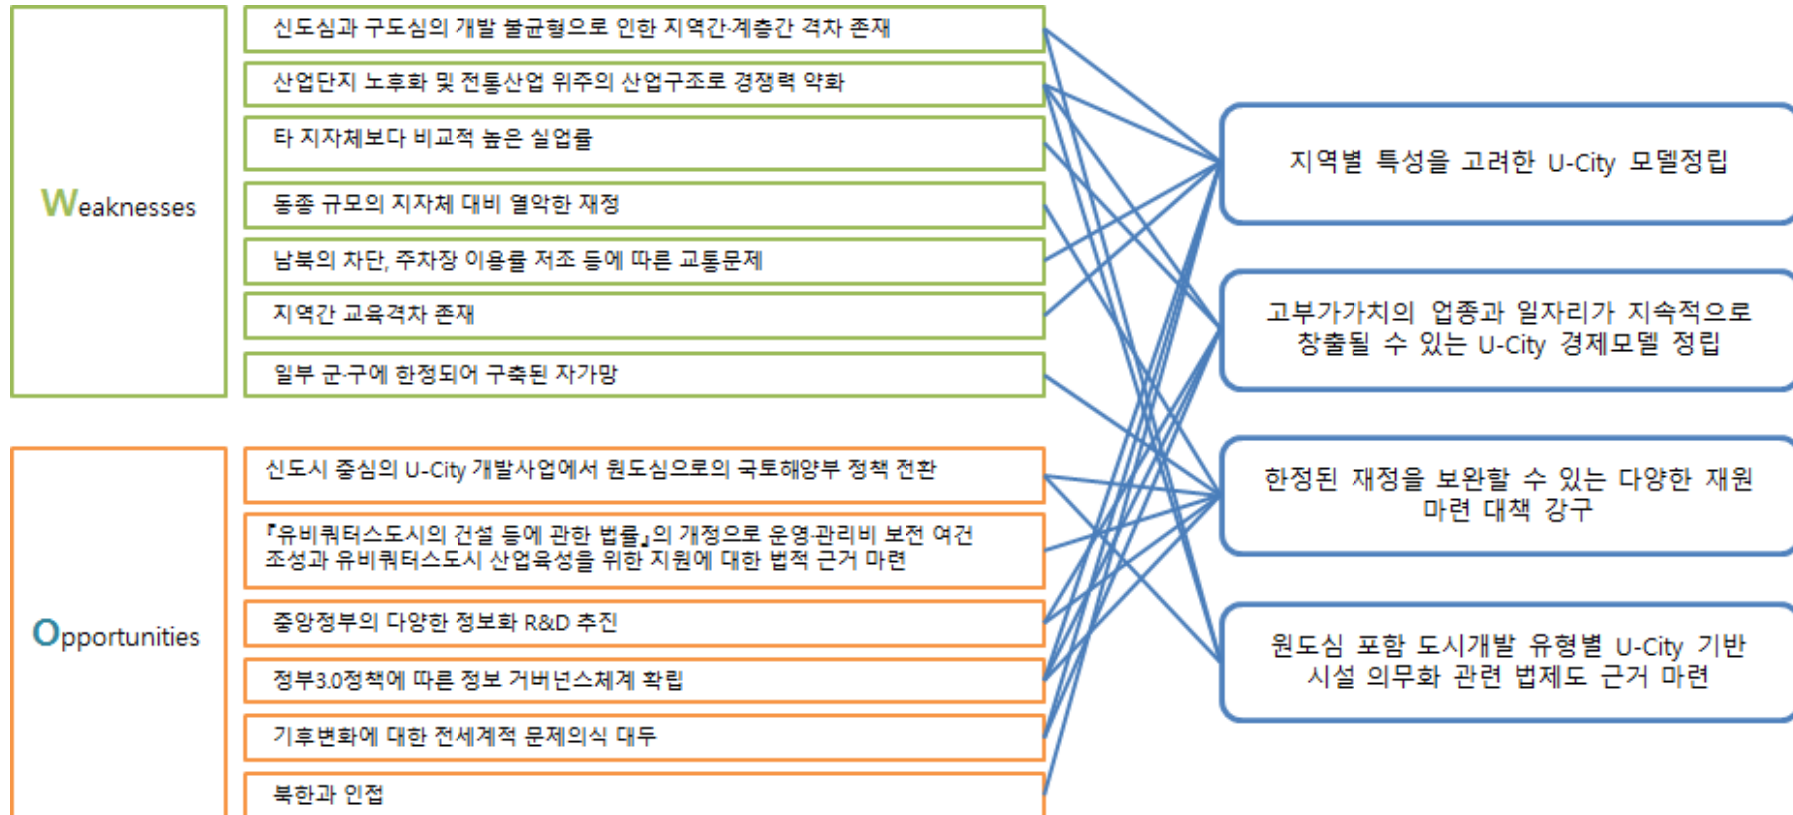 Weaknesses
신도심과 구도심의 개발 불균형으로 인한 지역간·계층간 격차 존재
산업단지 노후화 및 전통산업 위주의 산업구조로 경쟁력 약화
타 지자체보다 비교적 높은 실업률
동종 규모의 지자체 대비 열악한 재정
남북의 차단, 주차장 이용률 저조 등에 따른 교통문제
지역간 교육격차 존재
일부 군·구에 한정되어 구축된 자가망
Opportunities
신도시 중심의 U-City 개발사업에서 원도심으로의 국토해양부 정책 전환
『유비쿼터스도시의 건설 등에 관한 법률』의 개정으로 운영·관리비 보전 여건
조성과 유비쿼터스도시 산업육성을 위한 지원에 대한 법적 근거 마련
중앙정부의 다양한 정보화 R&D 추진
정부3.0정책에 따른 정보 거버넌스체계 확립
기후변화에 대한 전세계적 문제의식 대두
북한과 인접
지역별 특성을 고려한 U-City 모델정립
고부가가치의 업종과 일자리가 지속적으로
창출될 수 있는 U-City 경제모델 정립
한정된 재정을 보완할 수 있는 다양한 재원
마련 대책 강구
원도심 포함 도시개발 유형별 U-City 기반
시설 의무화 관련 법제도 근거 마련